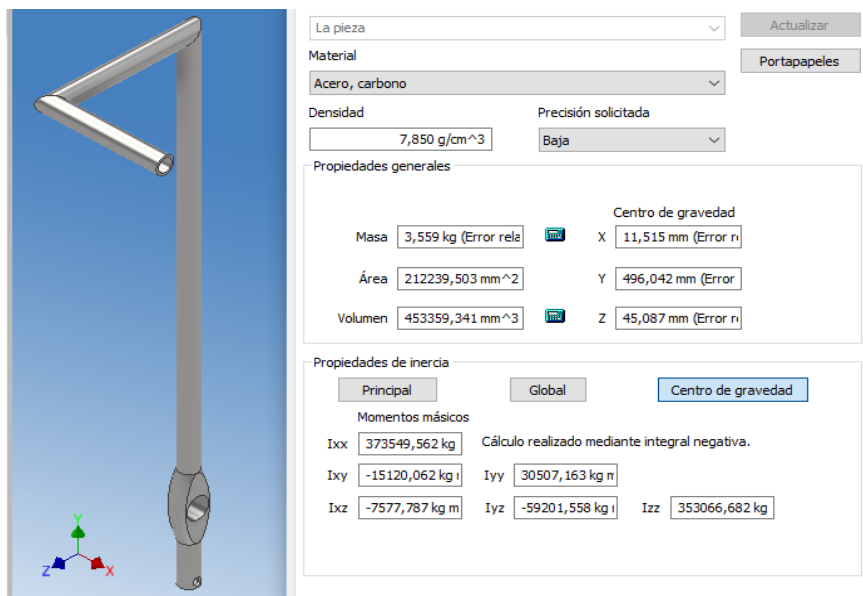 La pieza
Actualizar
Material
Portapapeles
Acero, carbono
Densidad Precisión solicitada
7,850 g/cm^3 Baja
Propiedades generales
Centro de gravedad
Masa 3,559 kg (Error rela X 11,515 mm (Error r
Área 212239,503 mm^2 Y 496,042 mm (Error
Volumen 453359,341 mm^3 Z 45,087 mm (Error r
Propiedades de inercia
Principal Global Centro de gravedad
Momentos másicos
Ixx 373549,562 kg Cálculo realizado mediante integral negativa.
Ixy -15120,062 kg Iyy 30507,163 kg m
Ixz -7577,787 kg m Iyz -59201,558 kg Izz 353066,682 kg
Y
Z X